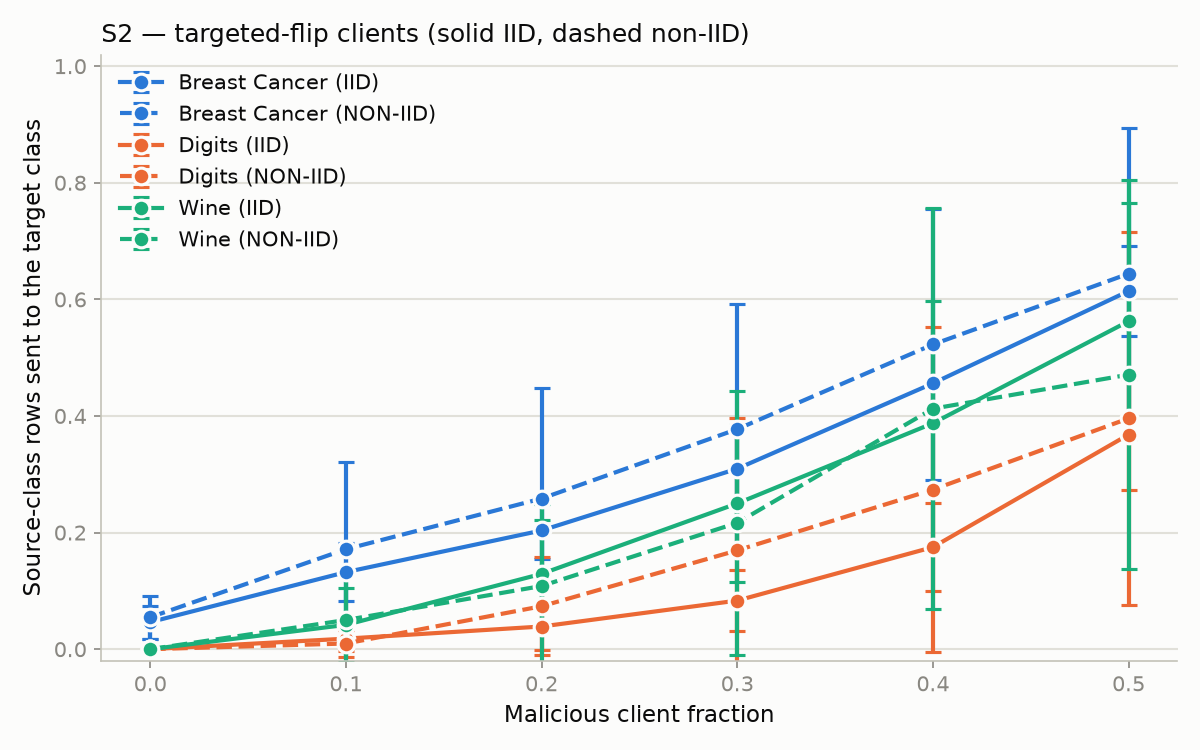 S2 — targeted-flip clients (solid IID, dashed non-IID)
Source-class rows sent to the target class
1.0
0.8
0.6
0.4
0.2
0.0
Breast Cancer (IID)
Breast Cancer (NON-IID)
Digits (IID)
Digits (NON-IID)
Wine (IID)
Wine (NON-IID)
0.0 0.1 0.2 0.3 0.4 0.5
Malicious client fraction